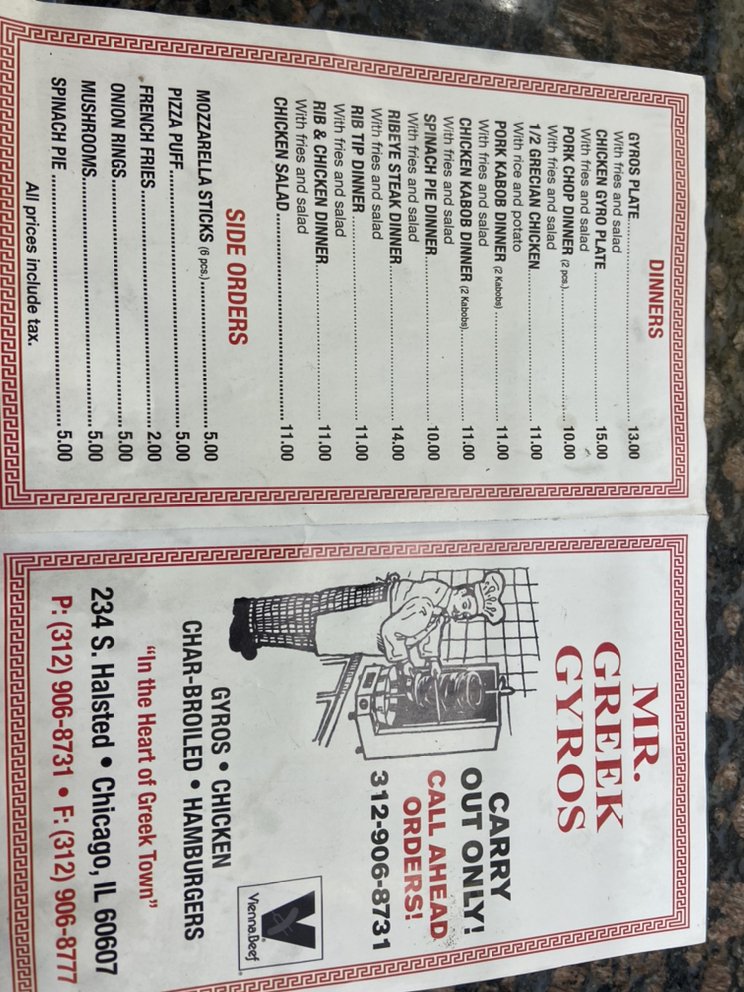 DINNERS
GYROS PLATE 13.00
With fries and salad
CHICKEN GYRO PLATE 15.00
With fries and salad
PORK CHOP DINNER (2 pcs.) 10.00
With fries and salad
1/2 GRECIAN CHICKEN 11.00
With rice and potato
PORK KABOB DINNER (2 Kabobs) 11.00
With fries and salad
CHICKEN KABOB DINNER (2 Kabobs) 11.00
With fries and salad
SPINACH PIE DINNER 10.00
With fries and salad
RIBEYE STEAK DINNER 14.00
With fries and salad
RIB TIP DINNER 11.00
With fries and salad
RIB & CHICKEN DINNER 11.00
With fries and salad
CHICKEN SALAD 11.00
SIDE ORDERS
MOZZARELLA STICKS (6 pcs.) 5.00
PIZZA PUFF 5.00
FRENCH FRIES 2.00
ONION RINGS 5.00
MUSHROOMS 5.00
SPINACH PIE 5.00
All prices include tax.
MR.
GREEK
GYROS
CARRY
OUT ONLY!
CALL AHEAD
ORDERS!
312-906-8731
V
Vienna Beef
GYROS • CHICKEN
CHAR-BROILED • HAMBURGERS
"In the Heart of Greek Town"
234 S. Halsted • Chicago, IL 60607
P: (312) 906-8731 • F: (312) 906-8777